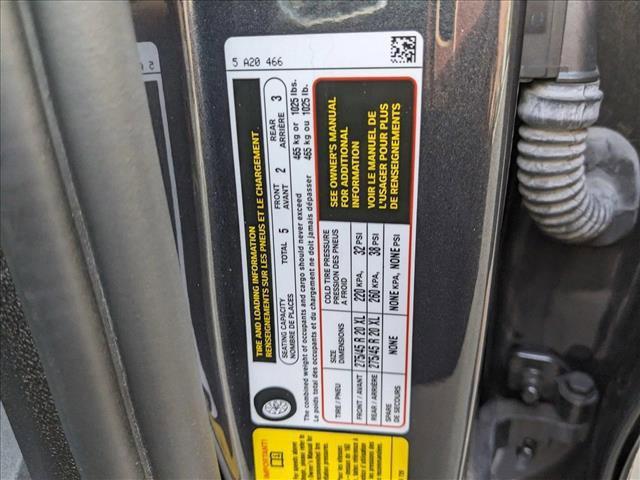 5 A20 466
TIRE AND LOADING INFORMATION
RENSEIGNEMENTS SUR LES PNEUS ET LE CHARGEMENT
SEATING CAPACITY
NOMBRE DE PLACES
TOTAL 5
FRONT
AVANT 2
REAR
ARRIÈRE 3
The combined weight of occupants and cargo should never exceed 465 kg or 1025 lbs.
Le poids total des occupants et du chargement ne doit jamais dépasser 465 kg ou 1025 lb.
TIRE / PNEU
SIZE
DIMENSIONS
COLD TIRE PRESSURE
PRESSION DES PNEUS
A FROID
FRONT / AVANT 275/45 R 20 XL 220 KPA, 32 PSI
REAR / ARRIÈRE 275/45 R 20 XL 260 KPA, 38 PSI
SPARE
DE SECOURS
NONE NONE KPA, NONE PSI
SEE OWNER'S MANUAL
FOR ADDITIONAL
INFORMATION
VOIR LE MANUEL DE
L'USAGER POUR PLUS
DE RENSEIGNEMENTS
IMPORTANT!